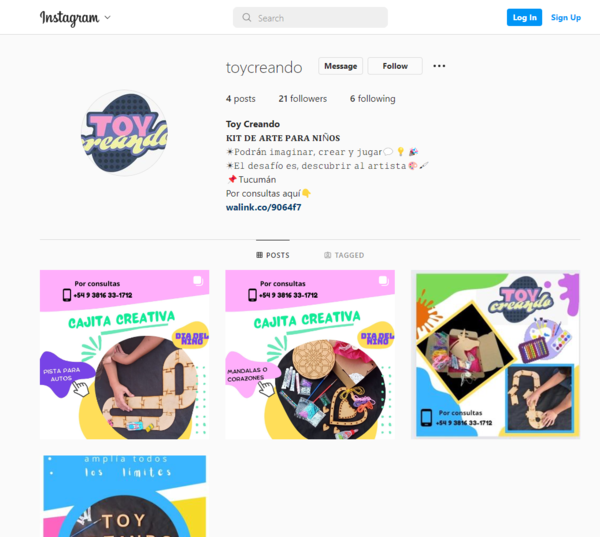 Instagram
Search
Log In
Sign Up
TOY
creando
toycreando
Message
Follow
4 posts
21 followers
6 following
Toy Creando
KIT DE ARTE PARA NIÑOS
☀Podrán imaginar, crear y jugar💭💡🎉
☀El desafío es, descubrir al artista🎨🖌
📌Tucumán
Por consultas aquí👇
walink.co/9064f7
POSTS
TAGGED
Por consultas
+54 9 3816 33-1712
CAJITA CREATIVA
DIA DEL
NIÑO
PISTA PARA
AUTOS
Por consultas
+54 9 3816 33-1712
CAJITA CREATIVA
DIA DEL
NIÑO
MANDALAS O
CORAZONES
TOY
creando
Por consultas
+54 9 3816 33-1712
amplía todos
los límites
TOY